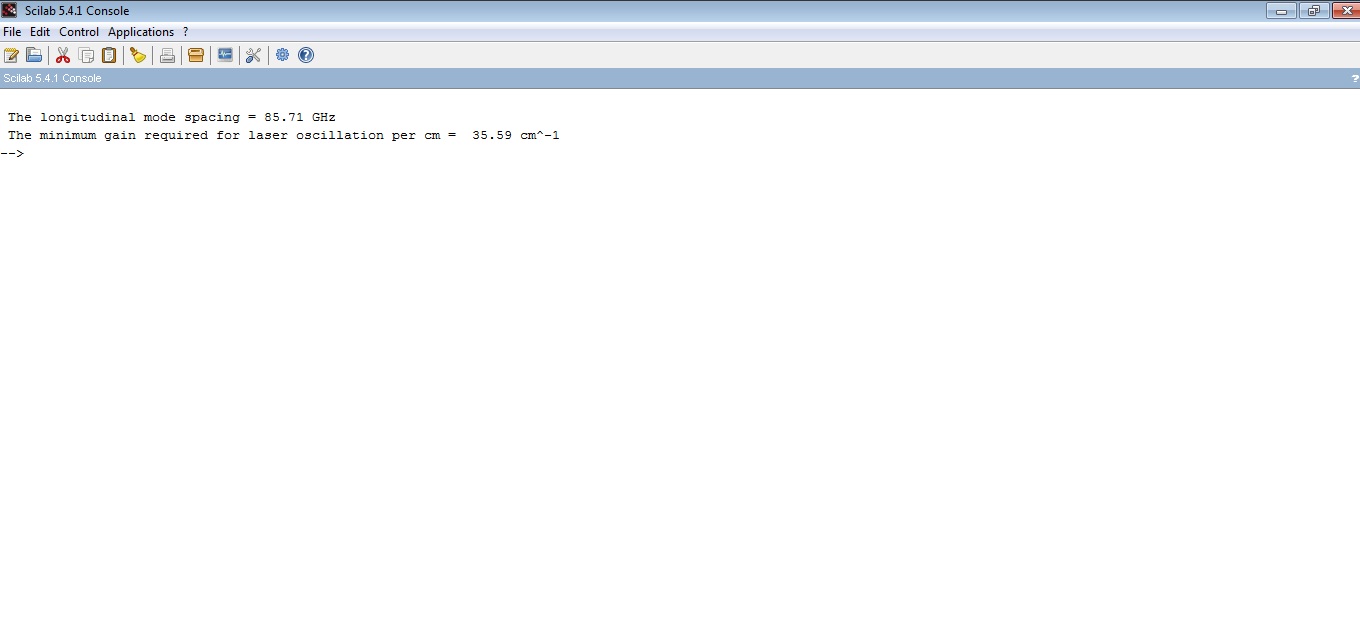 Scilab 5.4.1 Console
File Edit Control Applications ?
Scilab 5.4.1 Console ?
The longitudinal mode spacing = 85.71 GHz
The minimum gain required for laser oscillation per cm =  35.59 cm^-1
-->